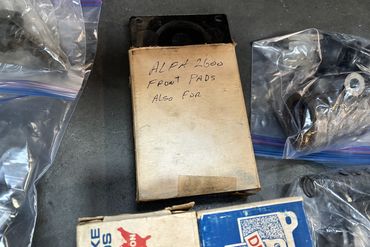 ALFA 2600
FRONT PADS
ALSO FOR